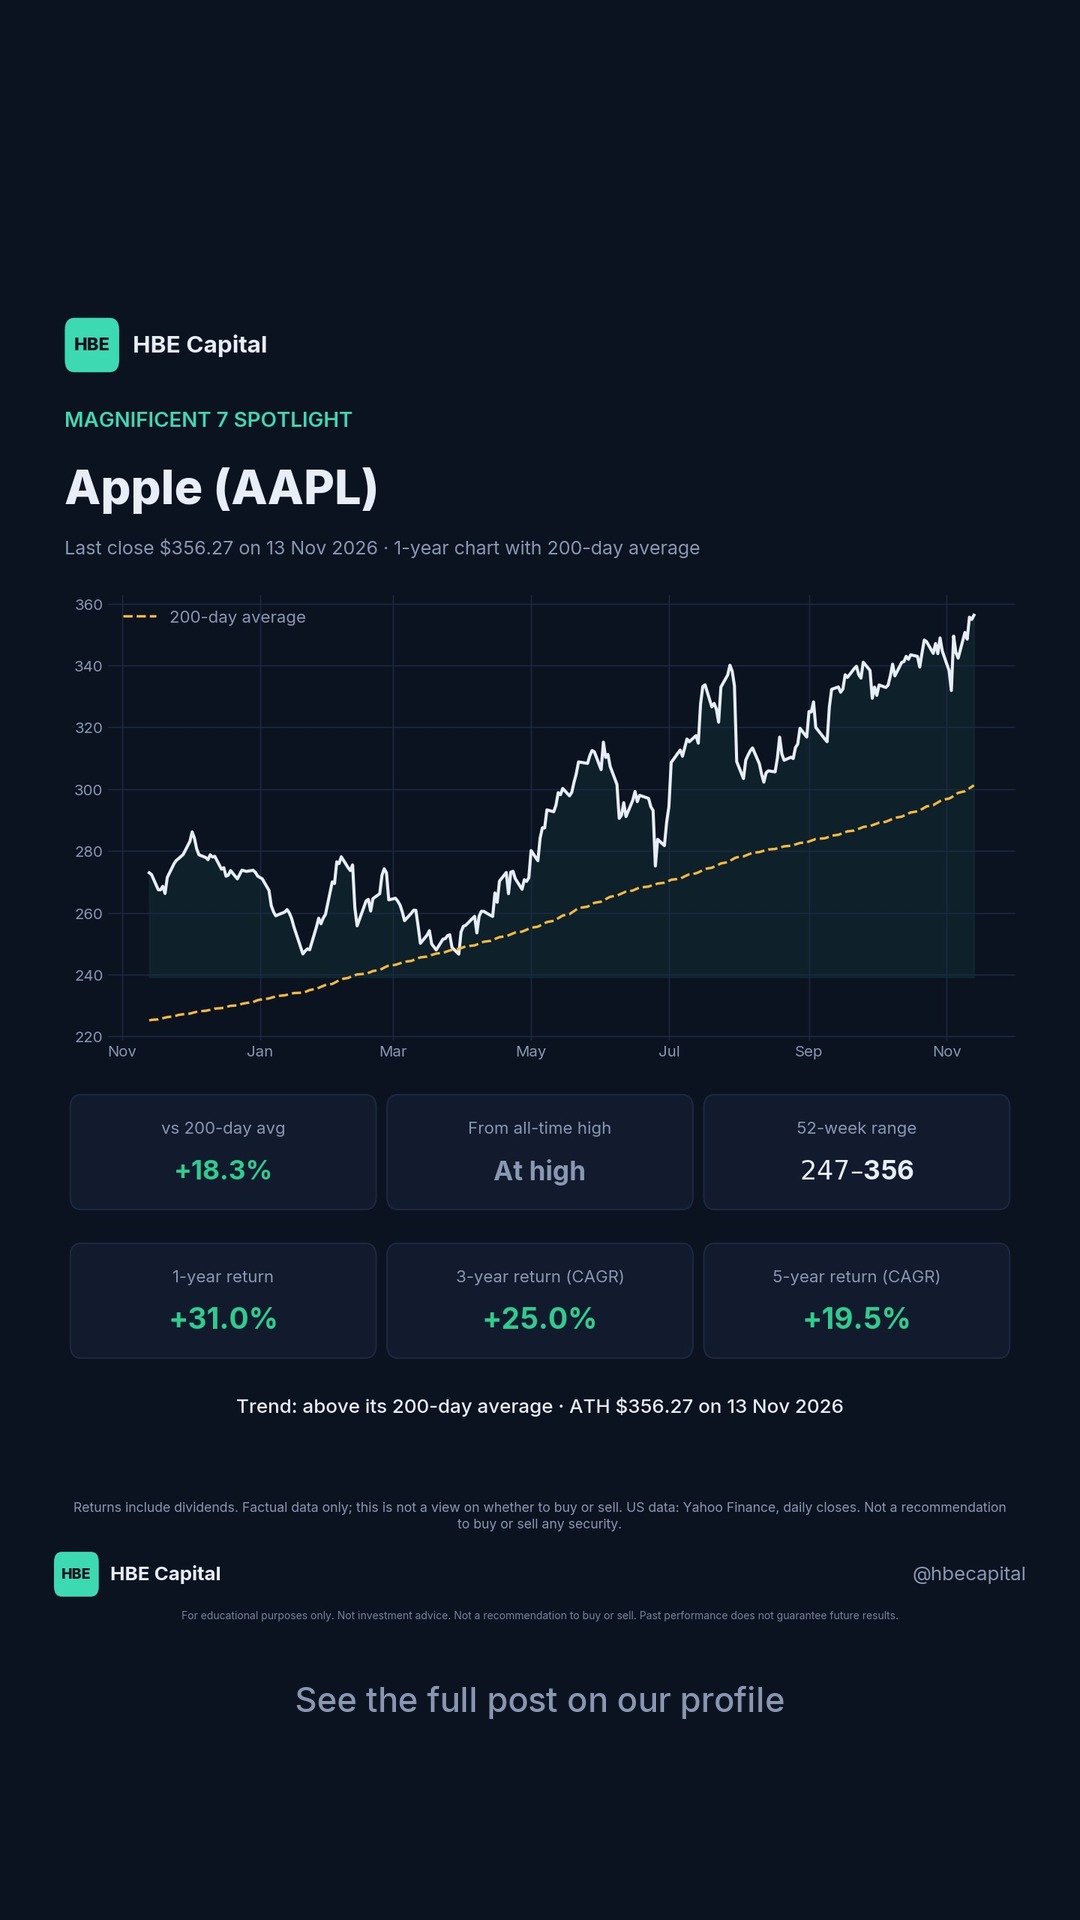 HBE HBE Capital
MAGNIFICENT 7 SPOTLIGHT
Apple (AAPL)
Last close $356.27 on 13 Nov 2026 · 1-year chart with 200-day average
200-day average
360
340
320
300
280
260
240
220
Nov Jan Mar May Jul Sep Nov
vs 200-day avg
+18.3%
From all-time high
At high
52-week range
247–356
1-year return
+31.0%
3-year return (CAGR)
+25.0%
5-year return (CAGR)
+19.5%
Trend: above its 200-day average · ATH $356.27 on 13 Nov 2026
Returns include dividends. Factual data only; this is not a view on whether to buy or sell. US data: Yahoo Finance, daily closes. Not a recommendation
to buy or sell any security.
HBE HBE Capital @hbecapital
For educational purposes only. Not investment advice. Not a recommendation to buy or sell. Past performance does not guarantee future results.
See the full post on our profile